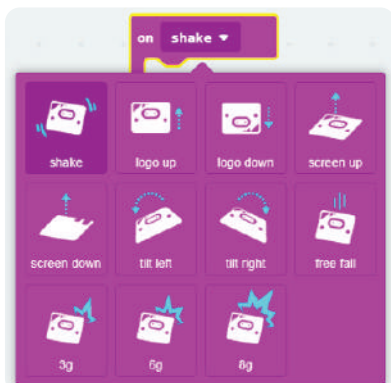 on shake
shake logo up logo down screen up
screen down tilt left tilt right free fall
3g 6g 8g